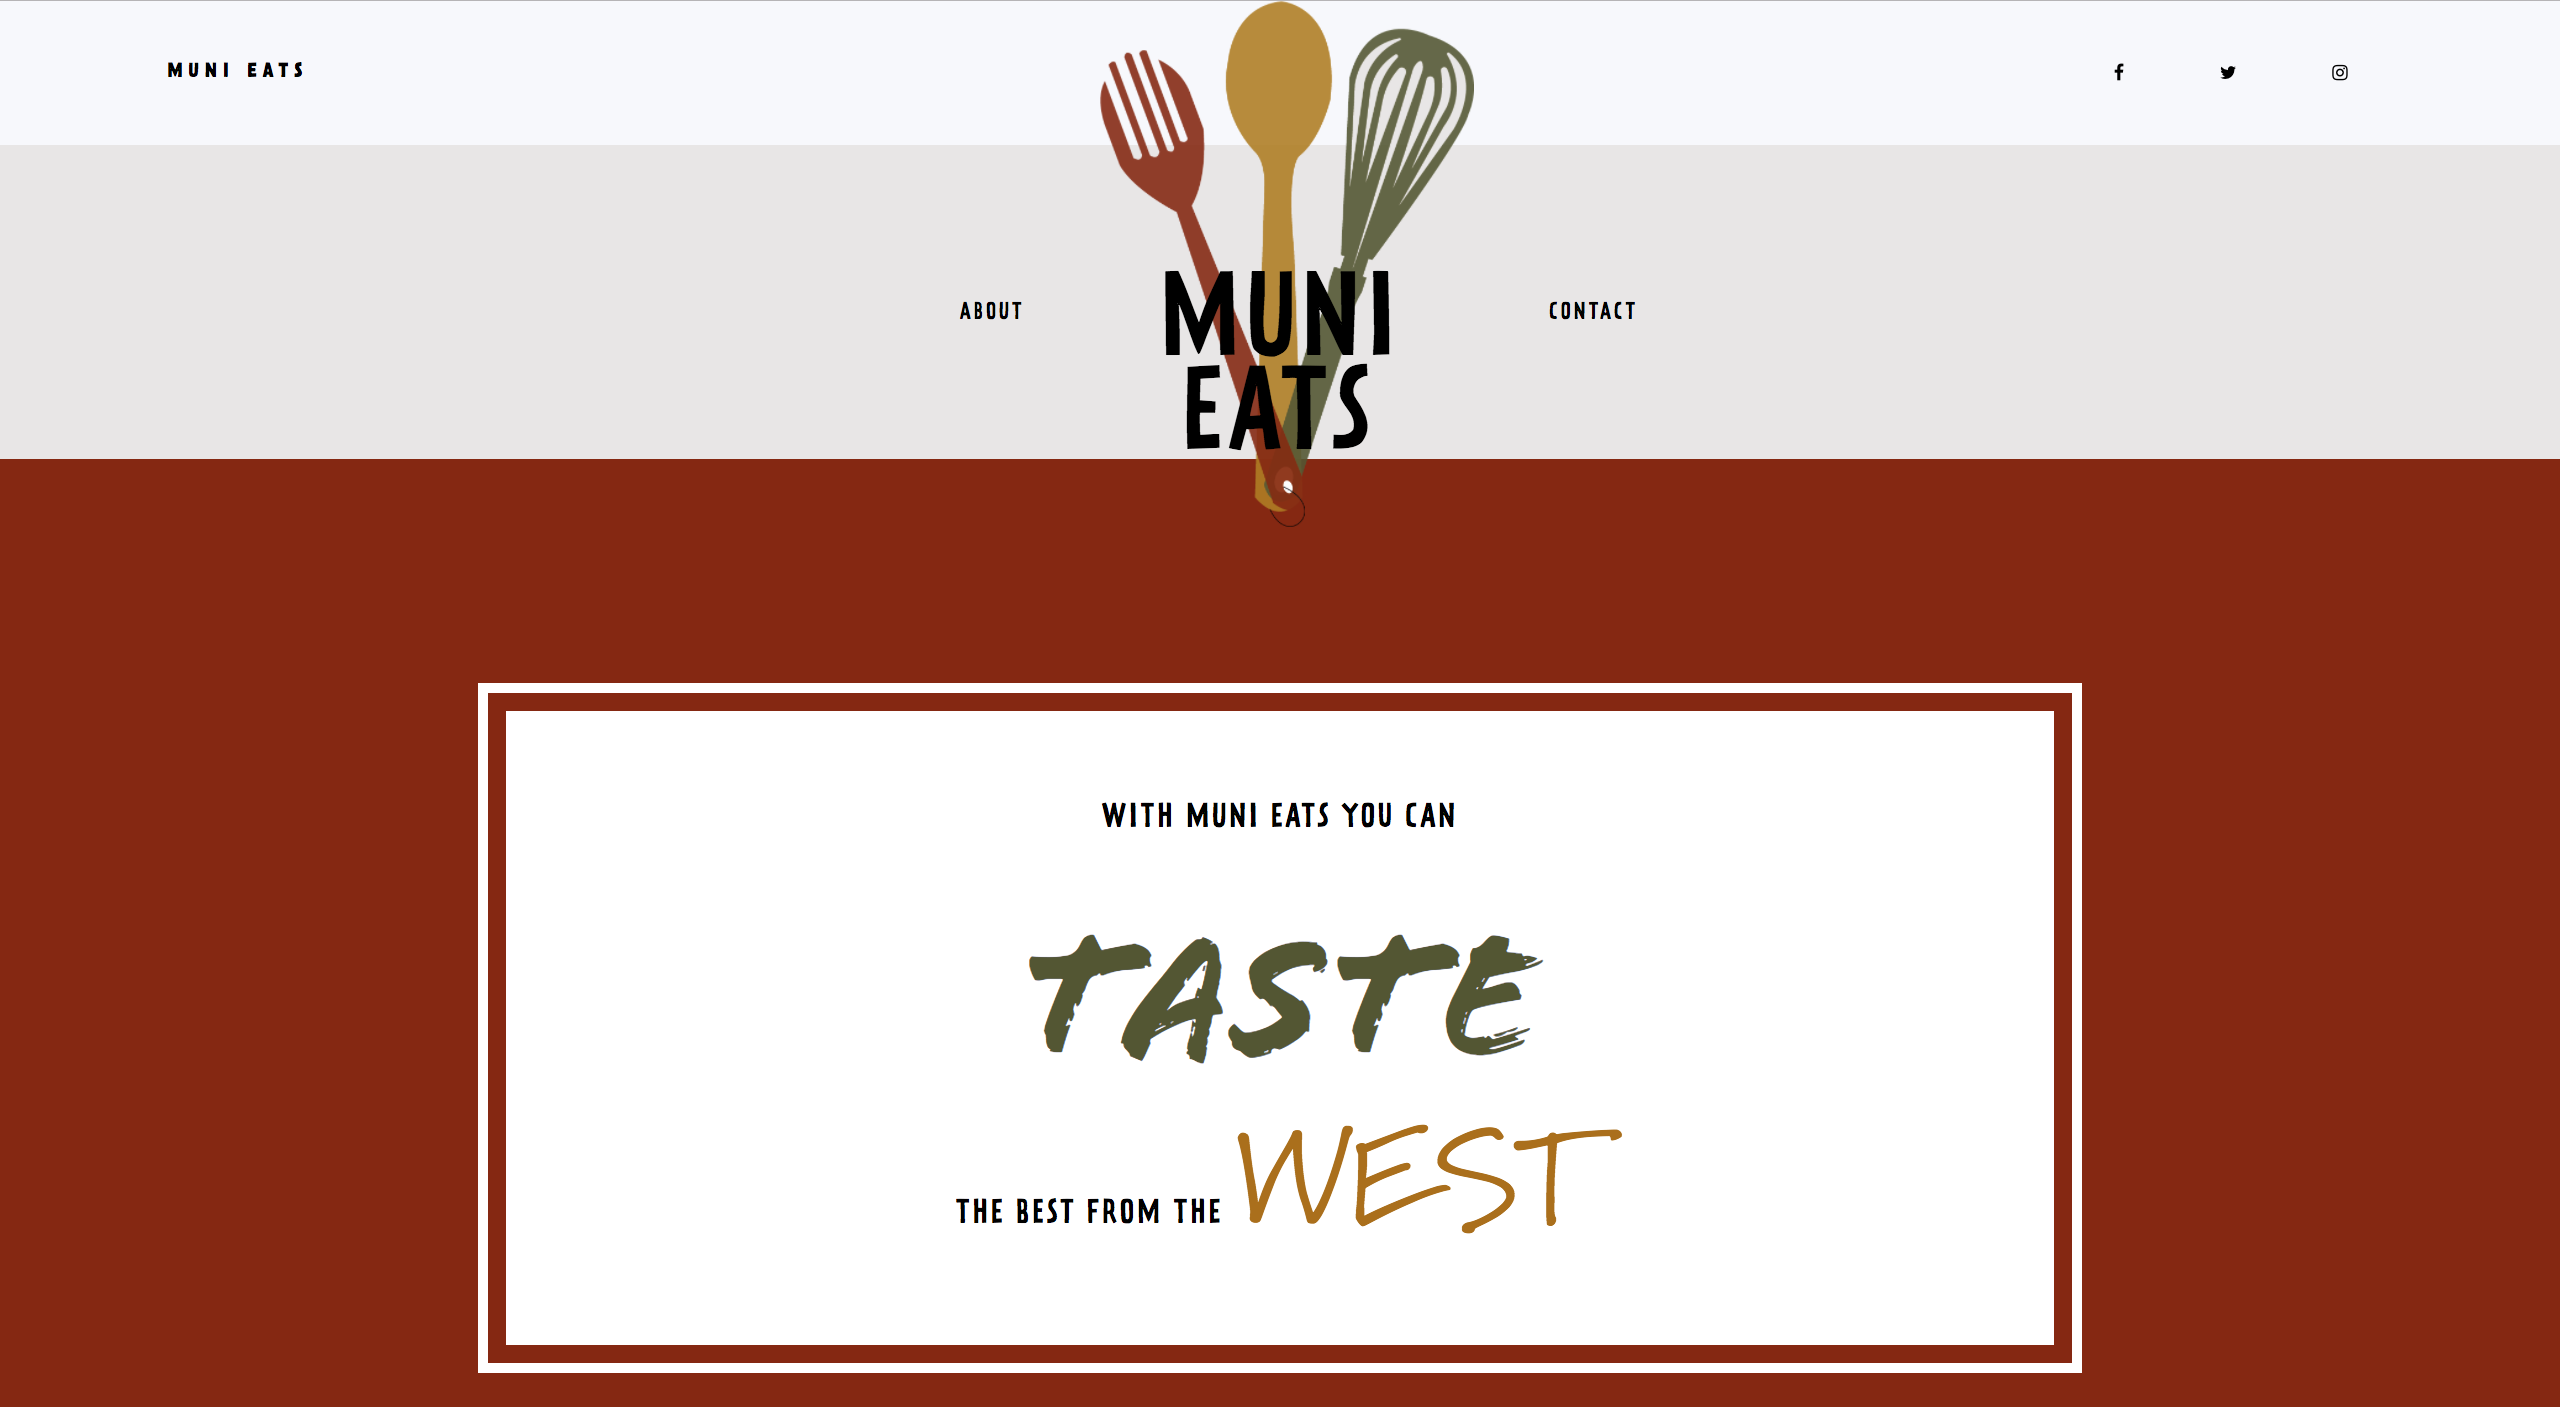 MUNI EATS
ABOUT
MUNI
EATS
CONTACT
WITH MUNI EATS YOU CAN
TASTE
THE BEST FROM THE WEST